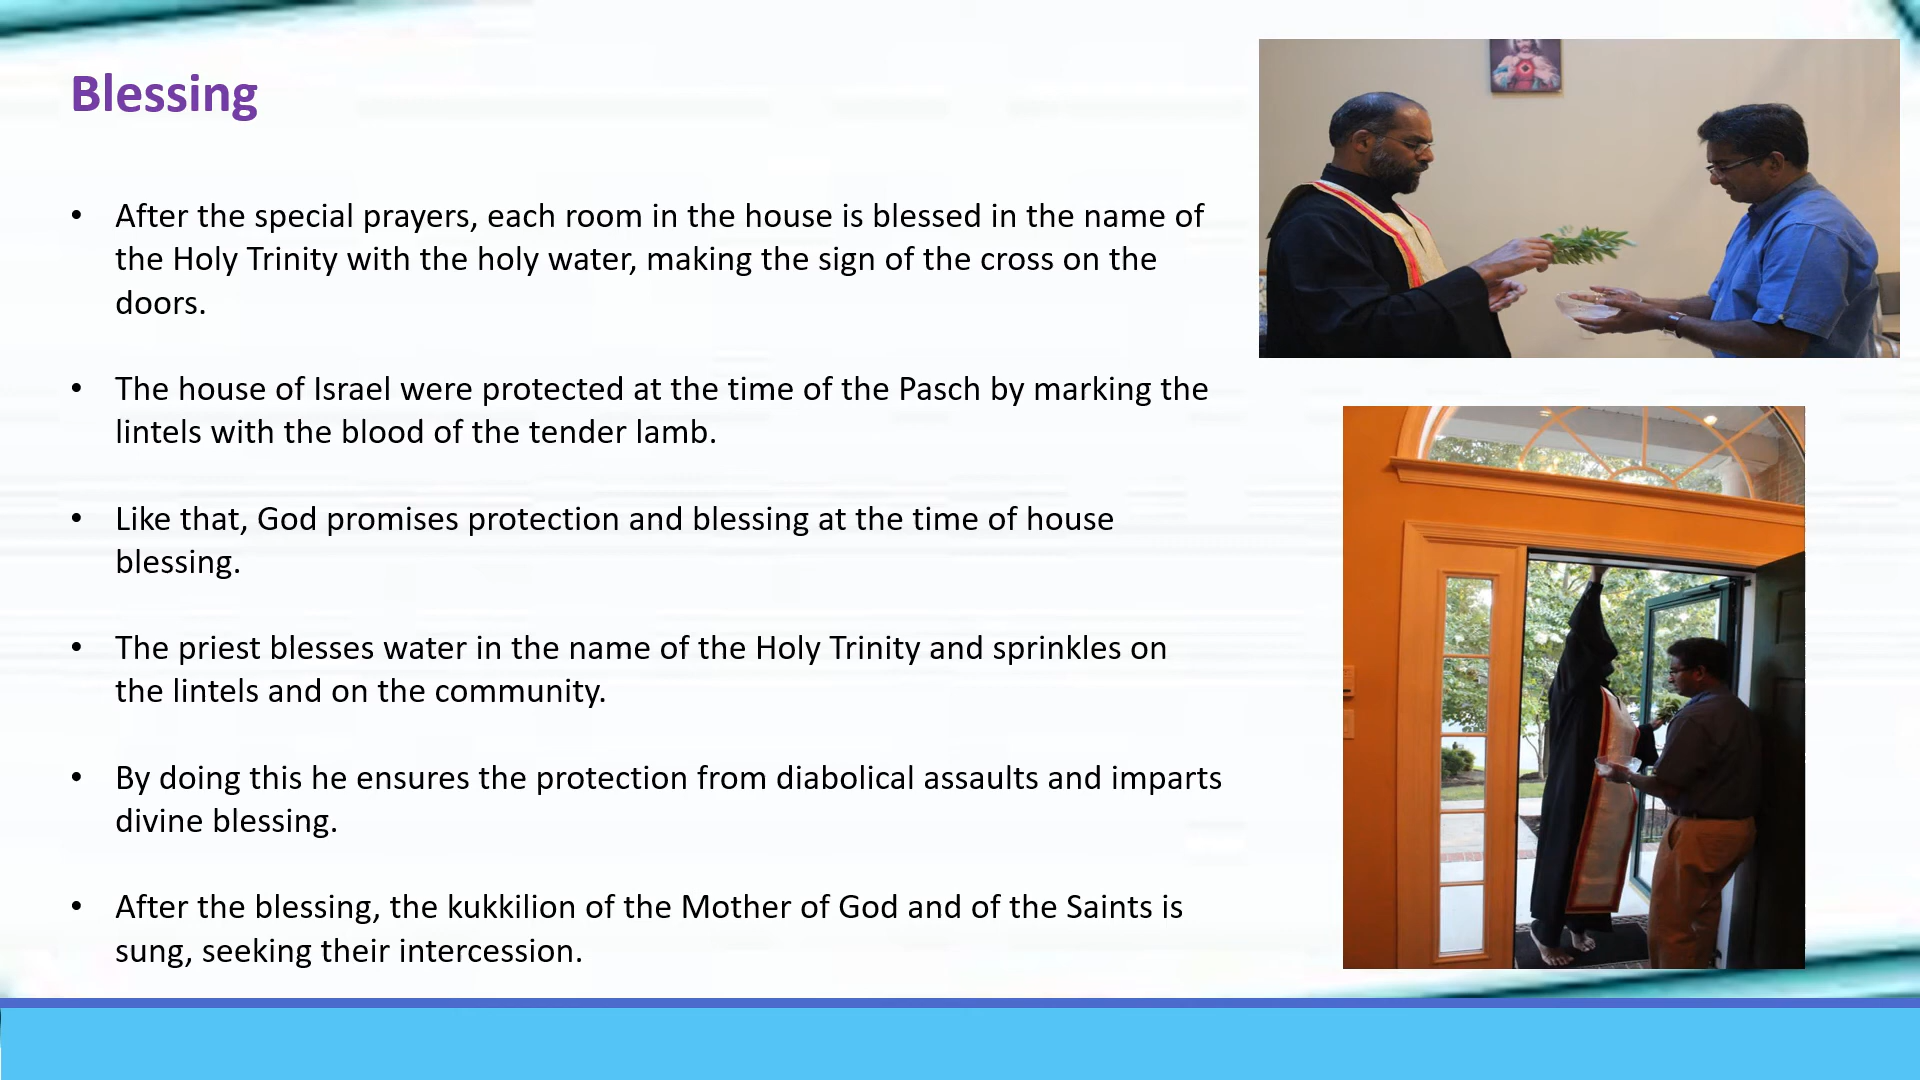 Blessing
• After the special prayers, each room in the house is blessed in the name of
the Holy Trinity with the holy water, making the sign of the cross on the
doors.
• The house of Israel were protected at the time of the Pasch by marking the
lintels with the blood of the tender lamb.
• Like that, God promises protection and blessing at the time of house
blessing.
• The priest blesses water in the name of the Holy Trinity and sprinkles on
the lintels and on the community.
• By doing this he ensures the protection from diabolical assaults and imparts
divine blessing.
• After the blessing, the kukkilion of the Mother of God and of the Saints is
sung, seeking their intercession.